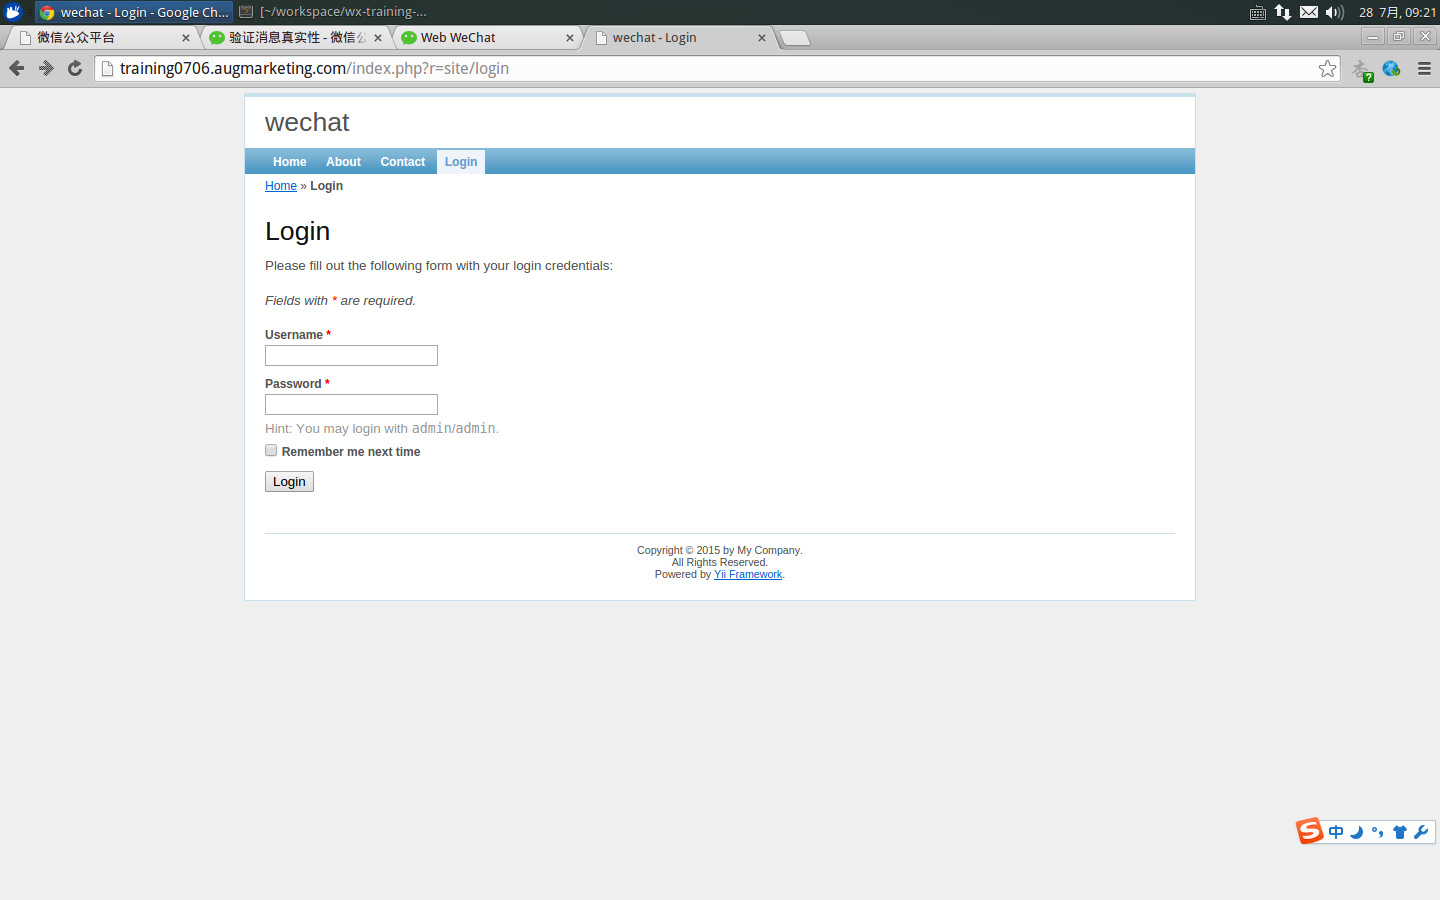 wechat - Login - Google Ch...
[~/workspace/wx-training-...
28 7月, 09:21
微信公众平台
验证消息真实性 - 微信公
Web WeChat
wechat - Login
training0706.augmarketing.com/index.php?r=site/login
wechat
Home
About
Contact
Login
Home » Login
Login
Please fill out the following form with your login credentials:
Fields with * are required.
Username *
Password *
Hint: You may login with admin/admin.
Remember me next time
Login
Copyright © 2015 by My Company.
All Rights Reserved.
Powered by Yii Framework.
S 中